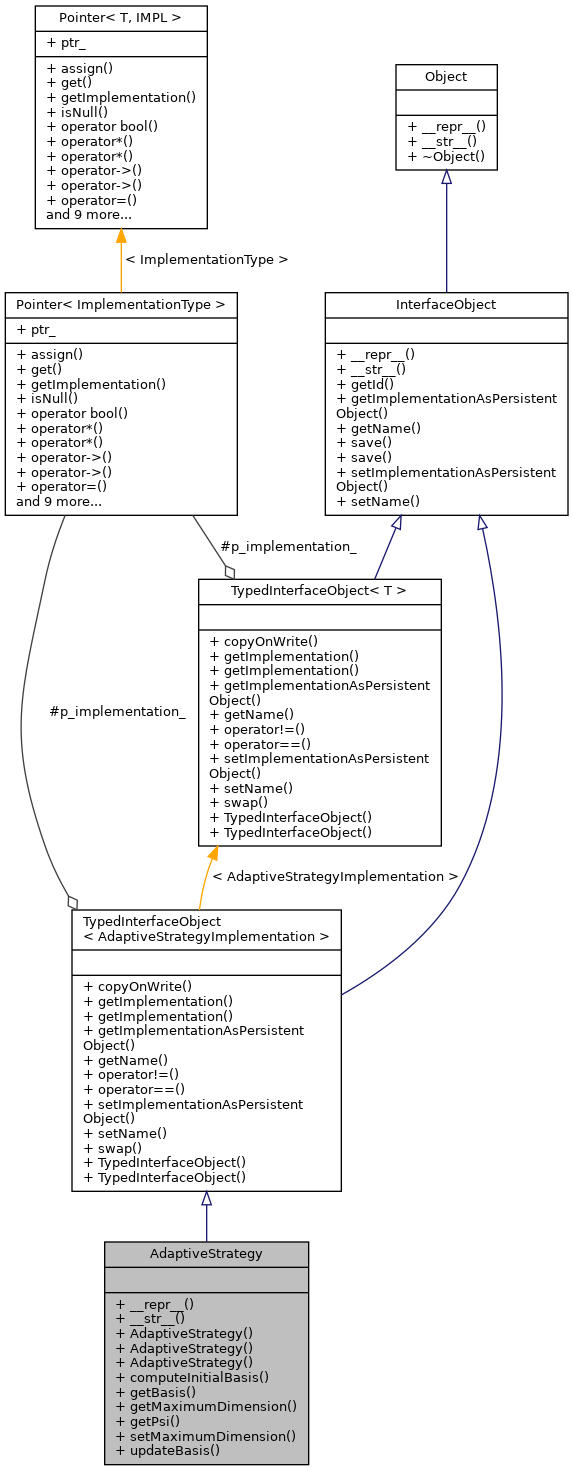 Pointer< T, IMPL >
+ ptr_
+ assign()
+ get()
+ getImplementation()
+ isNull()
+ operator bool()
+ operator*()
+ operator*()
+ operator->()
+ operator->()
+ operator=()
and 9 more...
Object
+ __repr__()
+ __str__()
+ ~Object()
< ImplementationType >
Pointer< ImplementationType >
+ ptr_
+ assign()
+ get()
+ getImplementation()
+ isNull()
+ operator bool()
+ operator*()
+ operator*()
+ operator->()
+ operator->()
+ operator=()
and 9 more...
InterfaceObject
+ __repr__()
+ __str__()
+ getId()
+ getImplementationAsPersistent
Object()
+ getName()
+ save()
+ save()
+ setImplementationAsPersistent
Object()
+ setName()
#p_implementation_
TypedInterfaceObject< T >
+ copyOnWrite()
+ getImplementation()
+ getImplementation()
+ getImplementationAsPersistent
Object()
+ getName()
+ operator!=()
+ operator==()
+ setImplementationAsPersistent
Object()
+ setName()
+ swap()
+ TypedInterfaceObject()
+ TypedInterfaceObject()
#p_implementation_
< AdaptiveStrategyImplementation >
TypedInterfaceObject
< AdaptiveStrategyImplementation >
+ copyOnWrite()
+ getImplementation()
+ getImplementation()
+ getImplementationAsPersistent
Object()
+ getName()
+ operator!=()
+ operator==()
+ setImplementationAsPersistent
Object()
+ setName()
+ swap()
+ TypedInterfaceObject()
+ TypedInterfaceObject()
AdaptiveStrategy
+ __repr__()
+ __str__()
+ AdaptiveStrategy()
+ AdaptiveStrategy()
+ AdaptiveStrategy()
+ computeInitialBasis()
+ getBasis()
+ getMaximumDimension()
+ getPsi()
+ setMaximumDimension()
+ updateBasis()